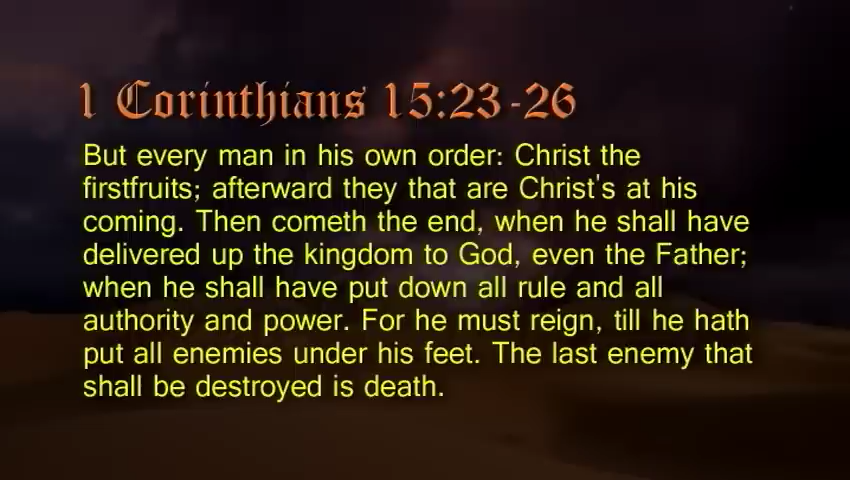 1 Corinthians 15:23-26
But every man in his own order: Christ the
firstfruits; afterward they that are Christ's at his
coming. Then cometh the end, when he shall have
delivered up the kingdom to God, even the Father;
when he shall have put down all rule and all
authority and power. For he must reign, till he hath
put all enemies under his feet. The last enemy that
shall be destroyed is death.